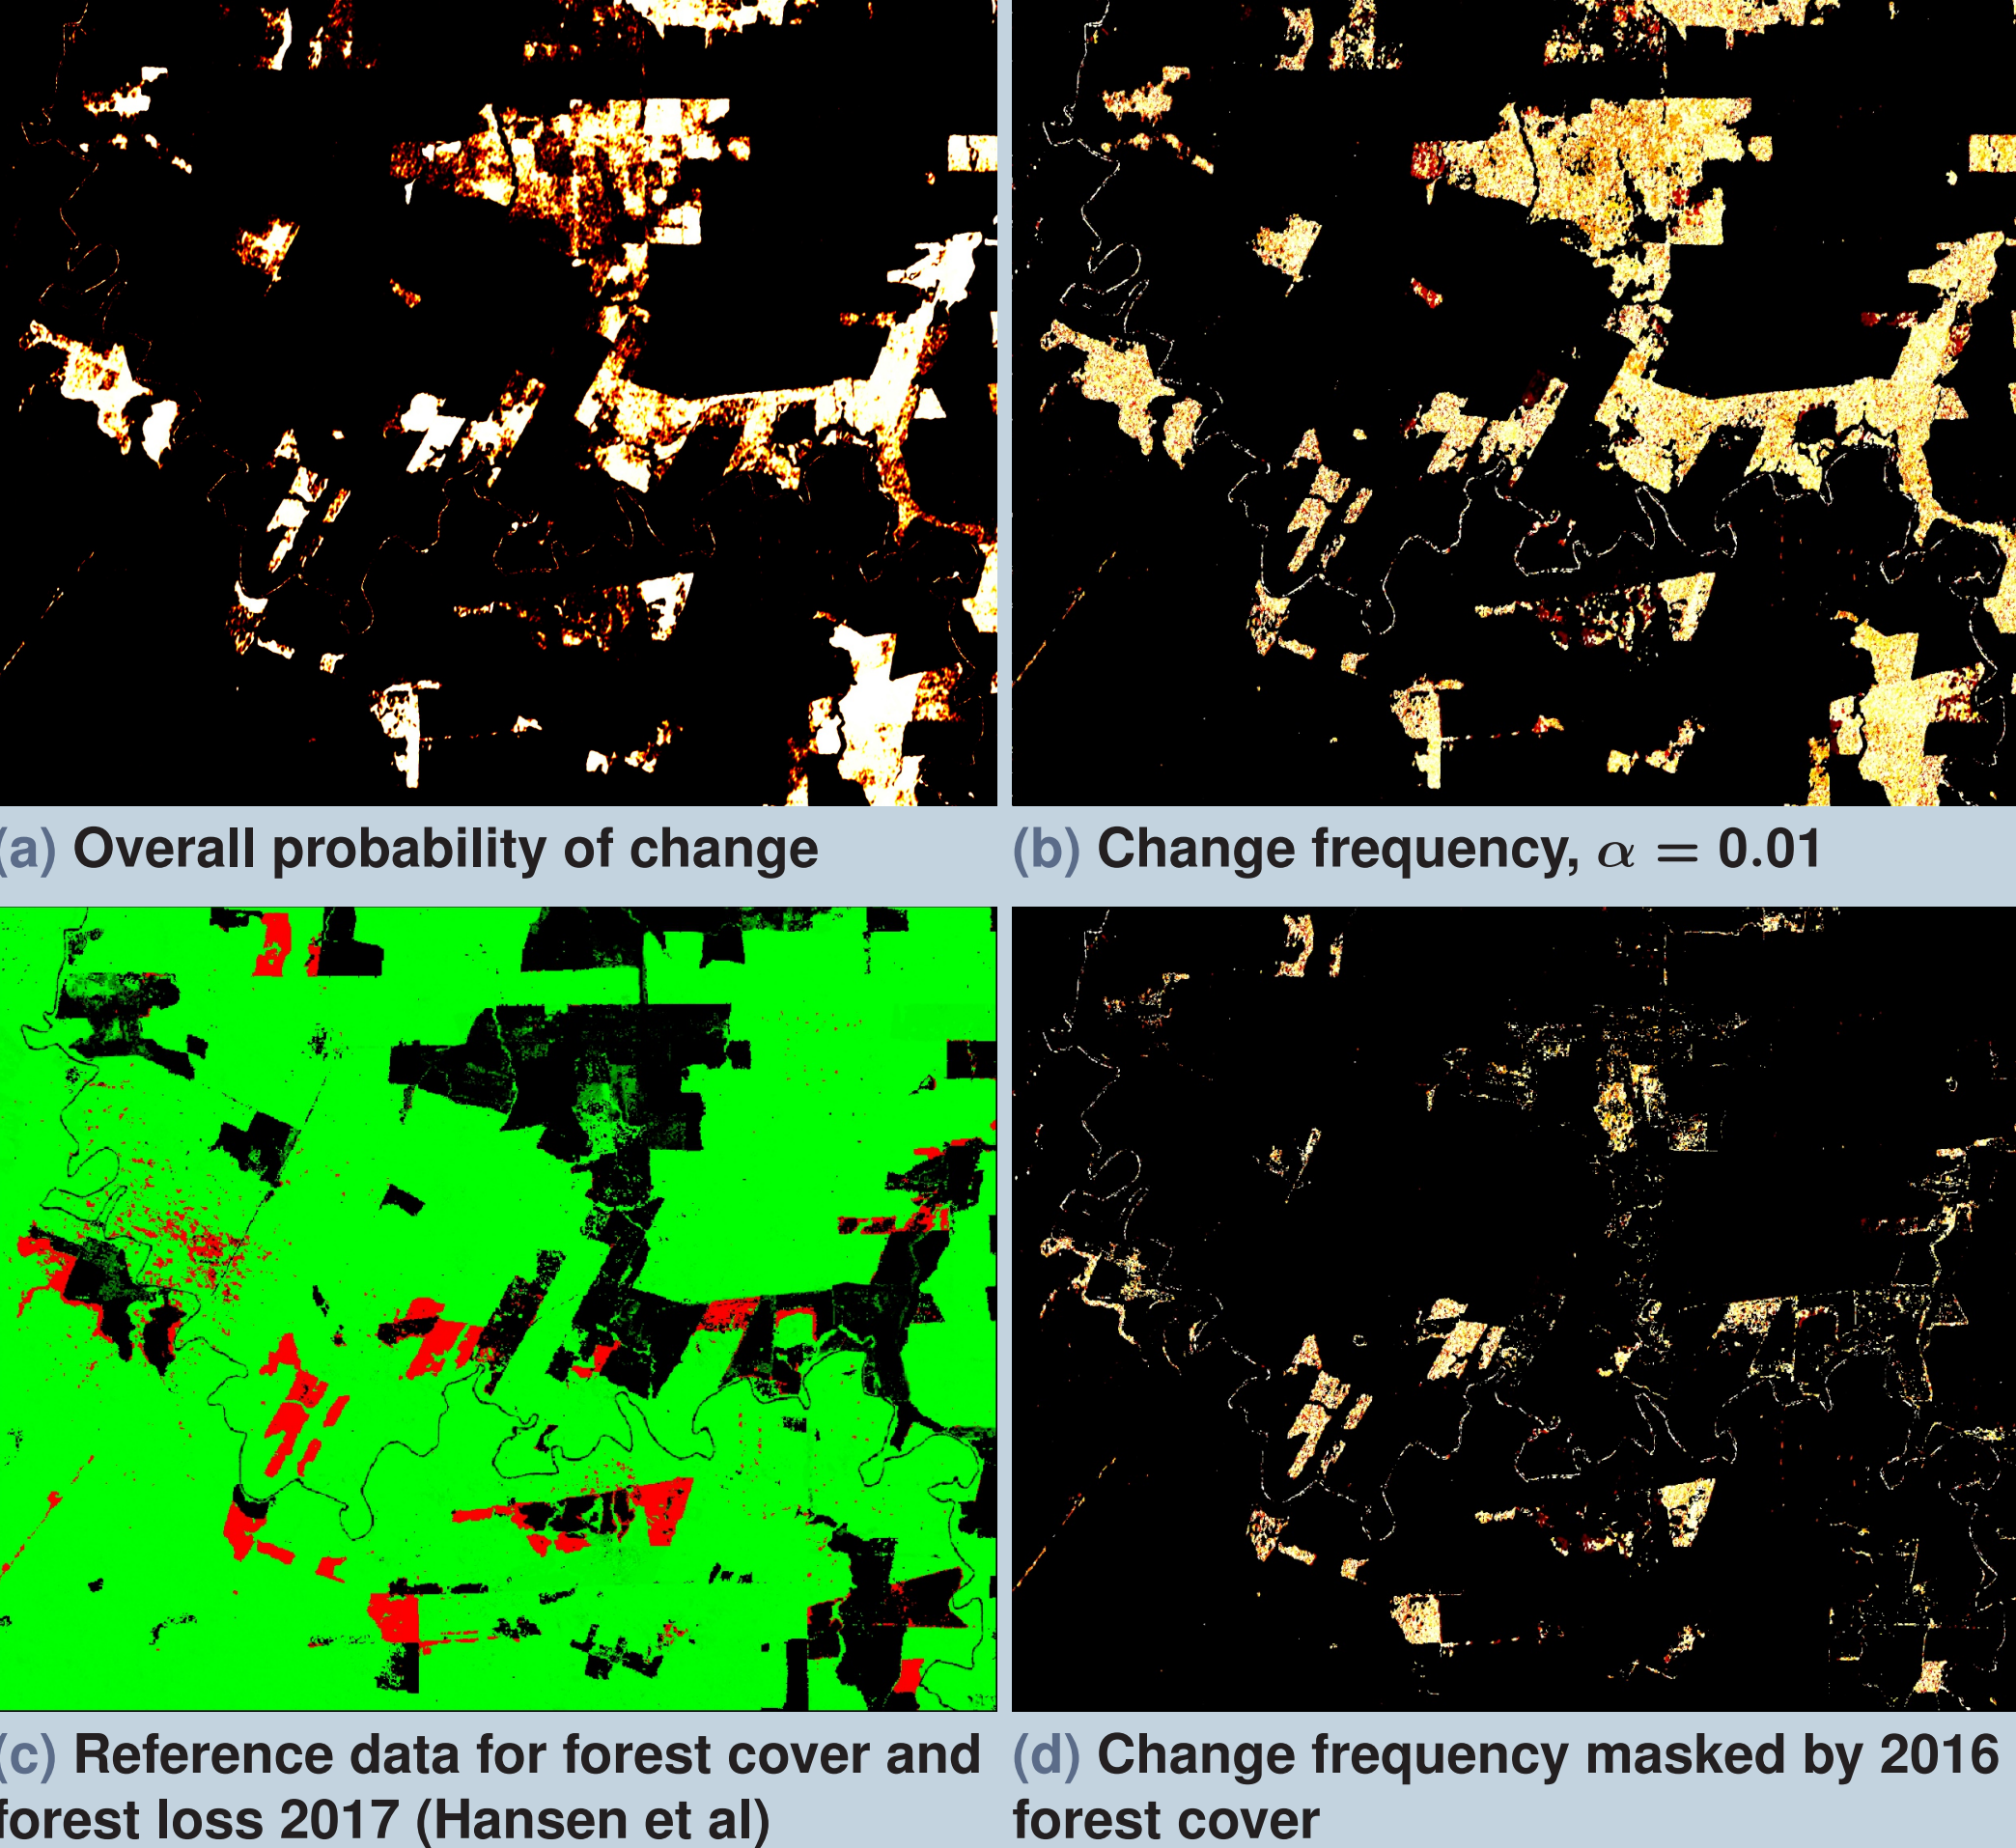 (a) Overall probability of change
(b) Change frequency, α = 0.01
(c) Reference data for forest cover and
forest loss 2017 (Hansen et al)
(d) Change frequency masked by 2016
forest cover